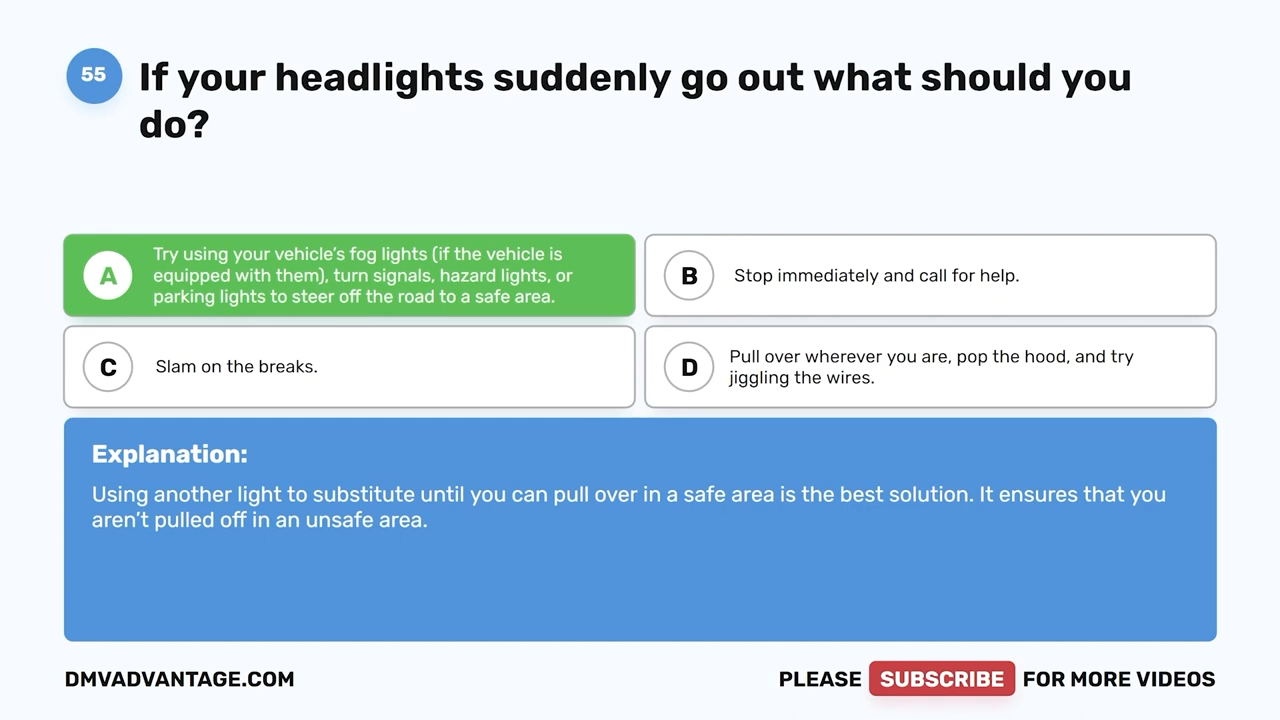 55
If your headlights suddenly go out what should you
do?
A
Try using your vehicle’s fog lights (if the vehicle is
equipped with them), turn signals, hazard lights, or
parking lights to steer off the road to a safe area.
B
Stop immediately and call for help.
C
Slam on the breaks.
D
Pull over wherever you are, pop the hood, and try
jiggling the wires.
Explanation:
Using another light to substitute until you can pull over in a safe area is the best solution. It ensures that you
aren’t pulled off in an unsafe area.
DMVADVANTAGE.COM
PLEASE SUBSCRIBE FOR MORE VIDEOS